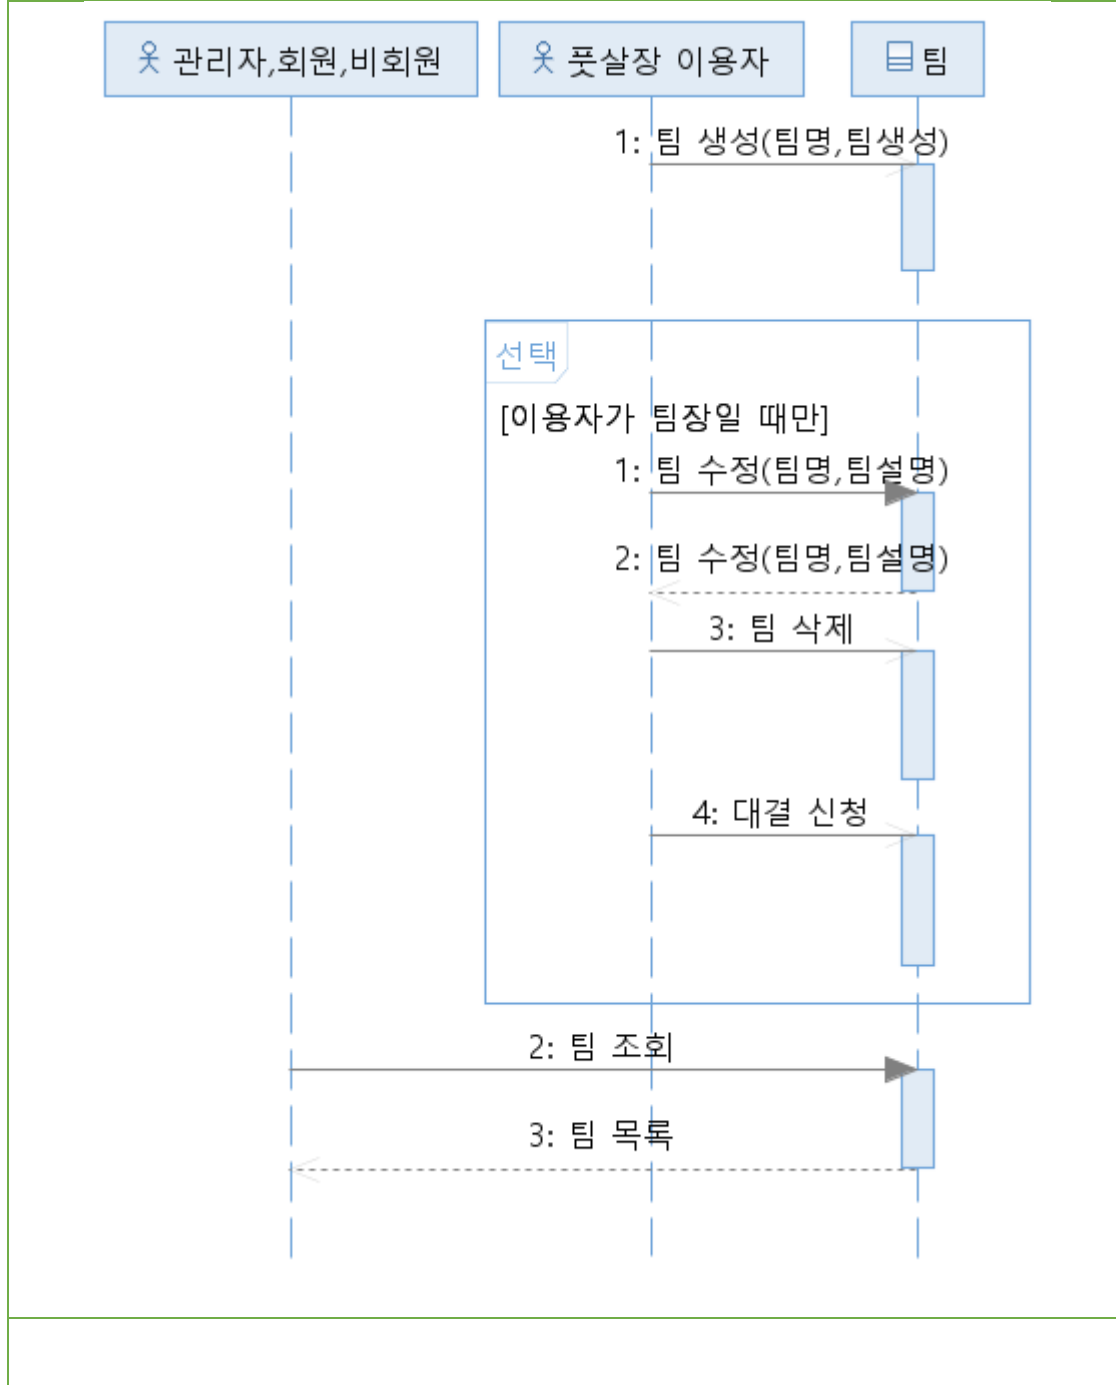 관리자,회원,비회원
풋살장 이용자
팀
1: 팀 생성(팀명,팀생성)
선택
[이용자가 팀장일 때만]
1: 팀 수정(팀명,팀설명)
2: 팀 수정(팀명,팀설명)
3: 팀 삭제
4: 대결 신청
2: 팀 조회
3: 팀 목록